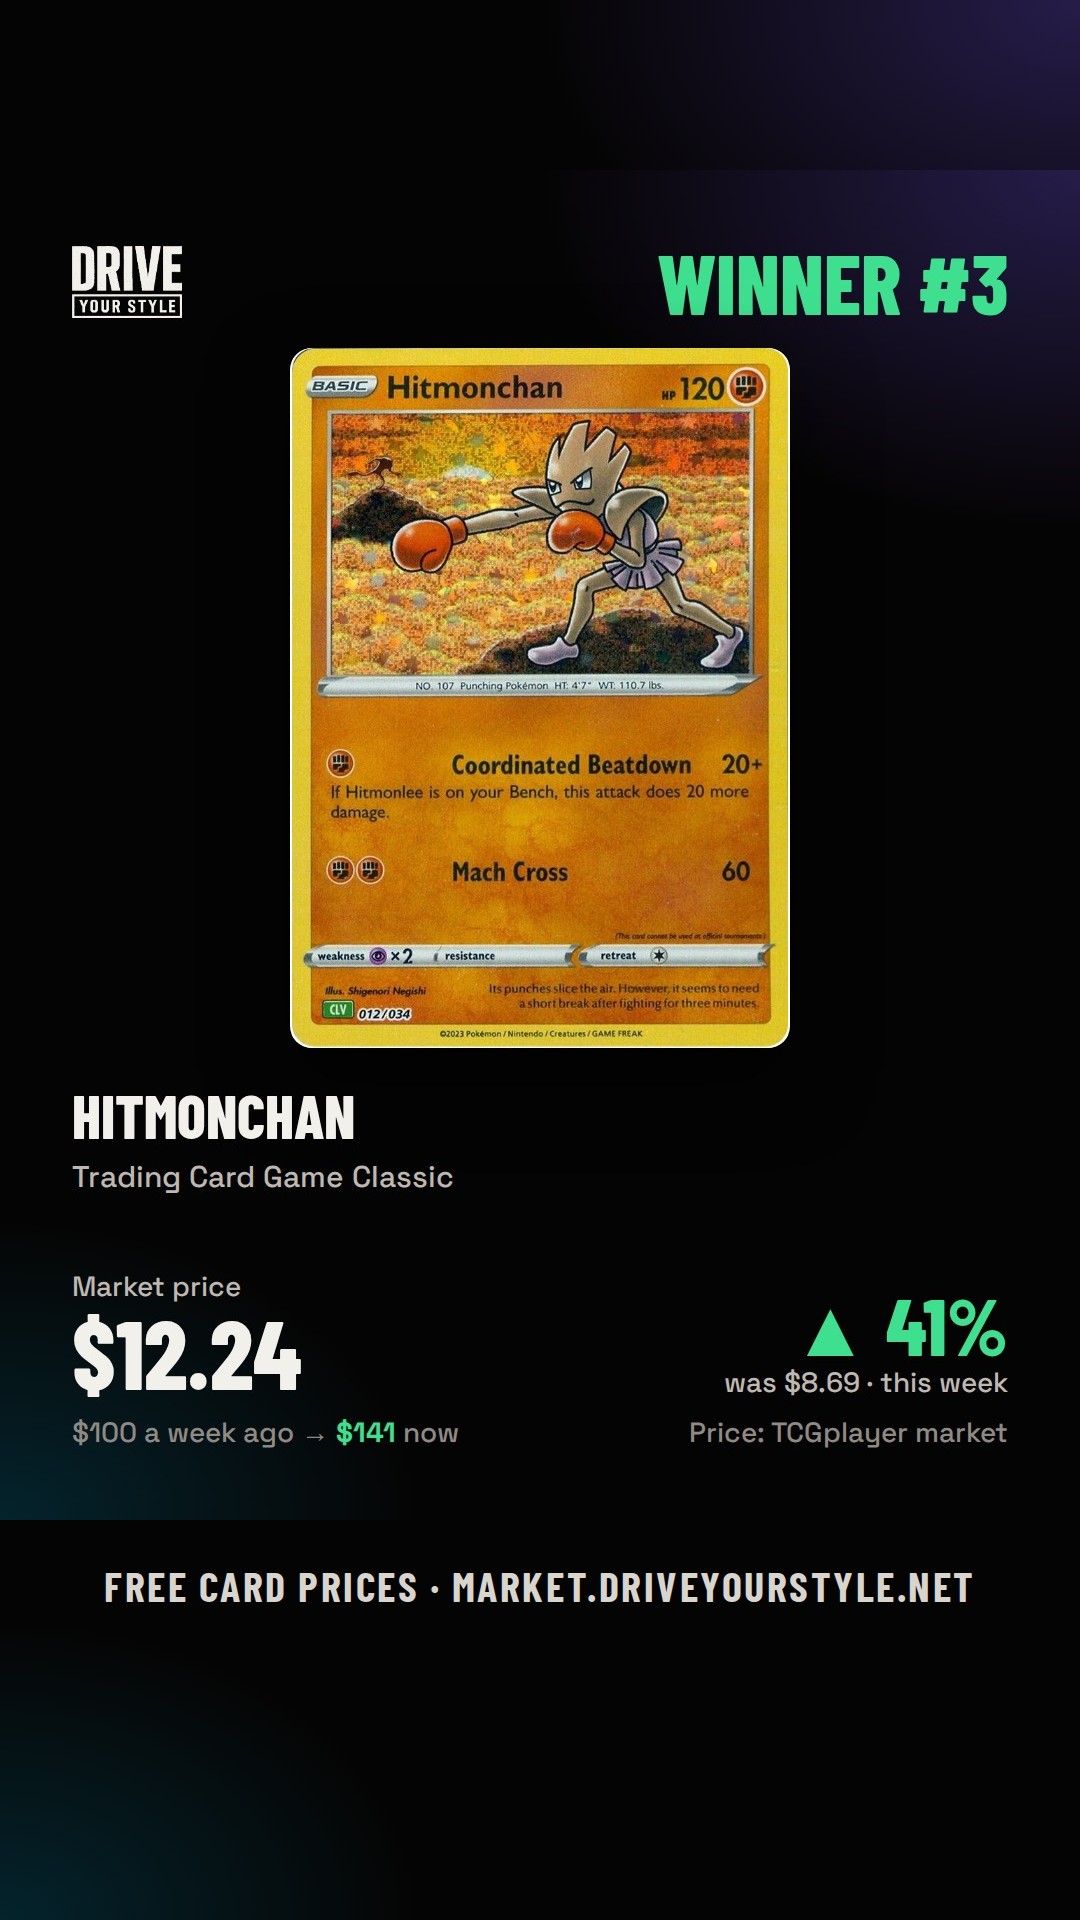 DRIVE
YOUR STYLE
WINNER #3
BASIC Hitmonchan HP 120
NO. 107 Punching Pokémon HT: 4'7" WT: 110.7 lbs.
Coordinated Beatdown 20+
If Hitmonlee is on your Bench, this attack does 20 more
damage.
Mach Cross 60
(This card cannot be used at official tournaments)
weakness ×2 resistance retreat
Illus. Shigenori Negishi
Its punches slice the air. However, it seems to need
a short break after fighting for three minutes.
CLV 012/034
©2023 Pokémon / Nintendo / Creatures / GAME FREAK
HITMONCHAN
Trading Card Game Classic
Market price
$12.24
▲ 41%
was $8.69 · this week
$100 a week ago → $141 now
Price: TCGplayer market
FREE CARD PRICES · MARKET.DRIVEYOURSTYLE.NET